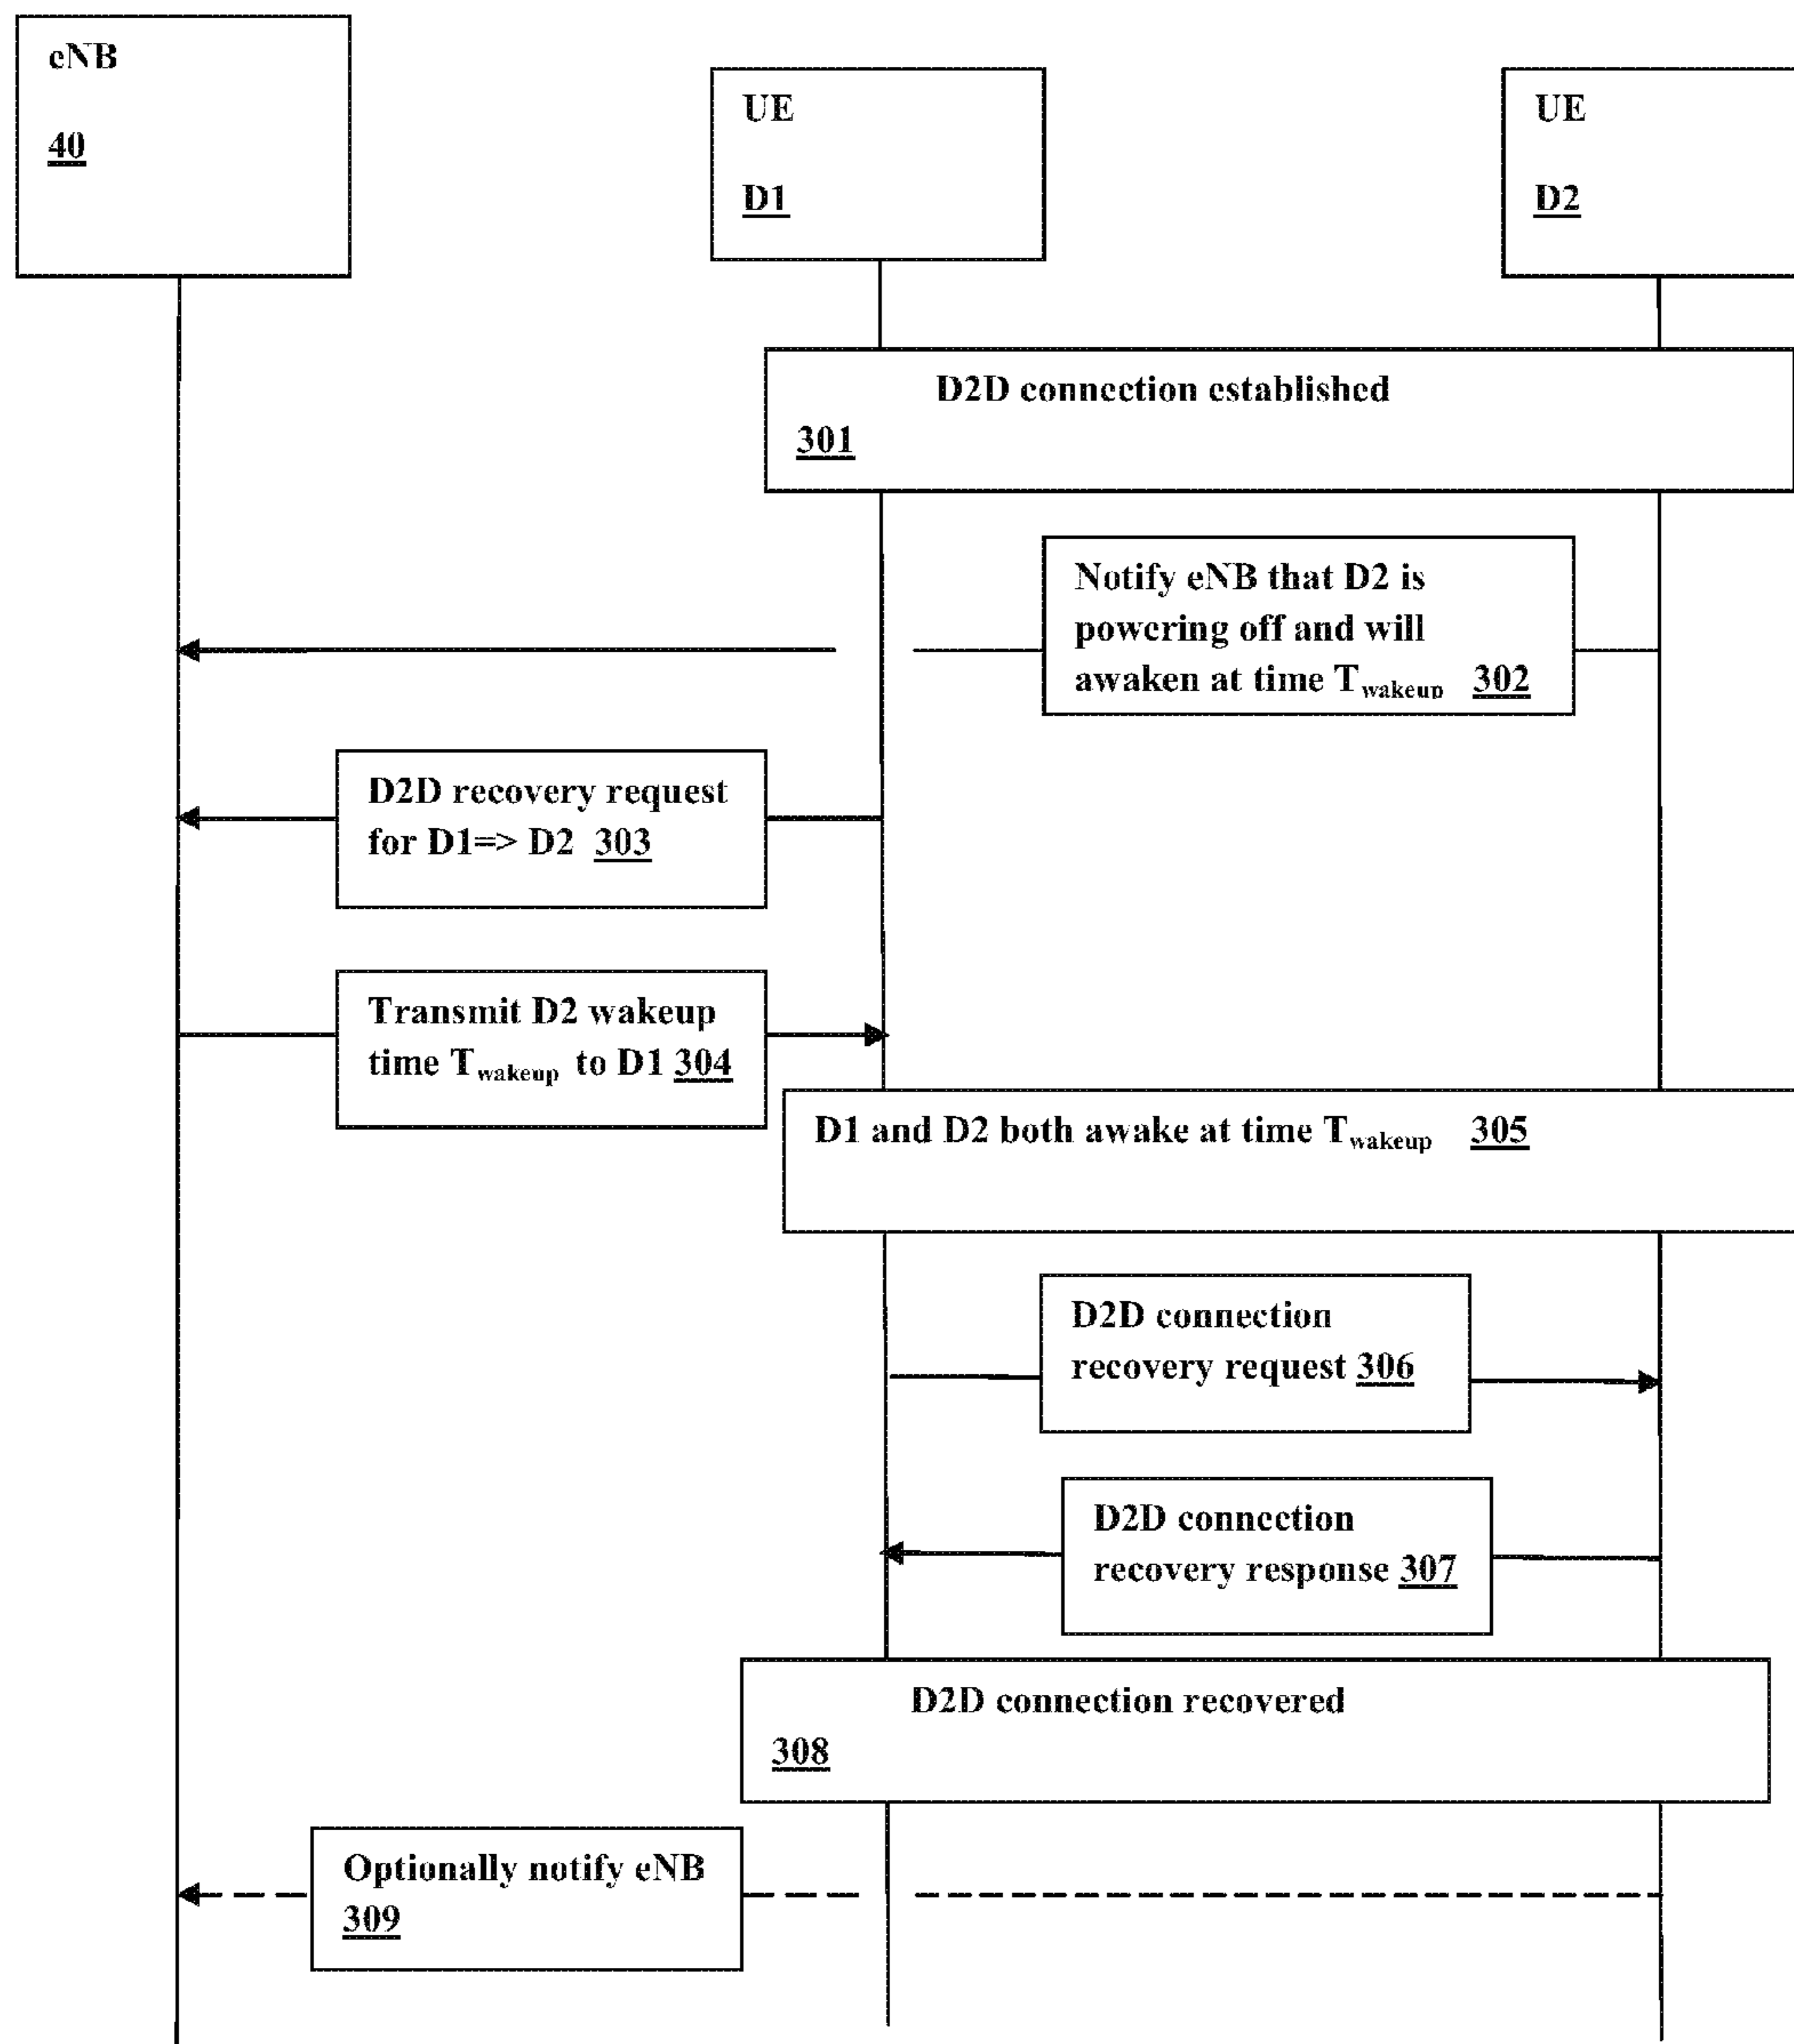 eNB
40
UE
D1
UE
D2
D2D connection established
301
Notify eNB that D2 is
powering off and will
awaken at time Twakeup 302
D2D recovery request
for D1=> D2 303
Transmit D2 wakeup
time Twakeup to D1 304
D1 and D2 both awake at time Twakeup 305
D2D connection
recovery request 306
D2D connection
recovery response 307
D2D connection recovered
308
Optionally notify eNB
309